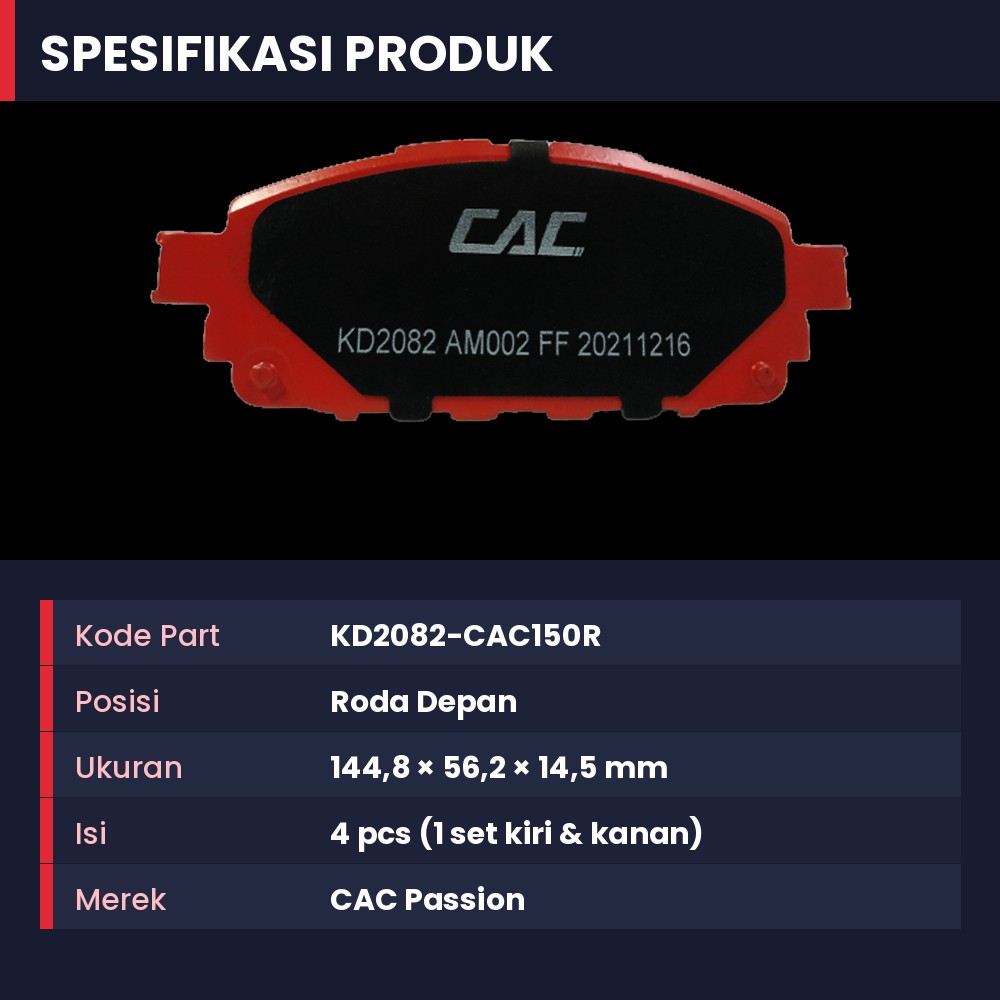 SPESIFIKASI PRODUK
CAC
KD2082 AM002 FF 20211216
Kode Part KD2082-CAC150R
Posisi Roda Depan
Ukuran 144,8 × 56,2 × 14,5 mm
Isi 4 pcs (1 set kiri & kanan)
Merek CAC Passion